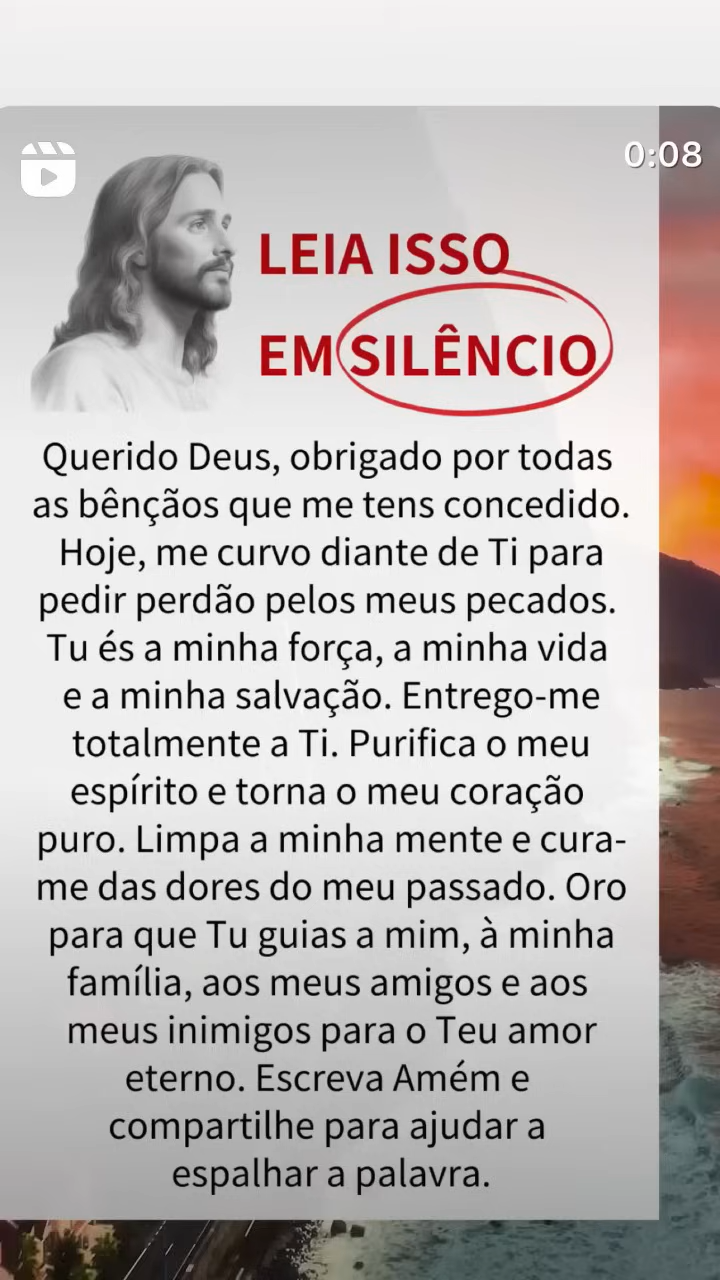 0:08
LEIA ISSO
EM SILÊNCIO
Querido Deus, obrigado por todas
as bênçãos que me tens concedido.
Hoje, me curvo diante de Ti para
pedir perdão pelos meus pecados.
Tu és a minha força, a minha vida
e a minha salvação. Entrego-me
totalmente a Ti. Purifica o meu
espírito e torna o meu coração
puro. Limpa a minha mente e cura-
me das dores do meu passado. Oro
para que Tu guias a mim, à minha
família, aos meus amigos e aos
meus inimigos para o Teu amor
eterno. Escreva Amém e
compartilhe para ajudar a
espalhar a palavra.